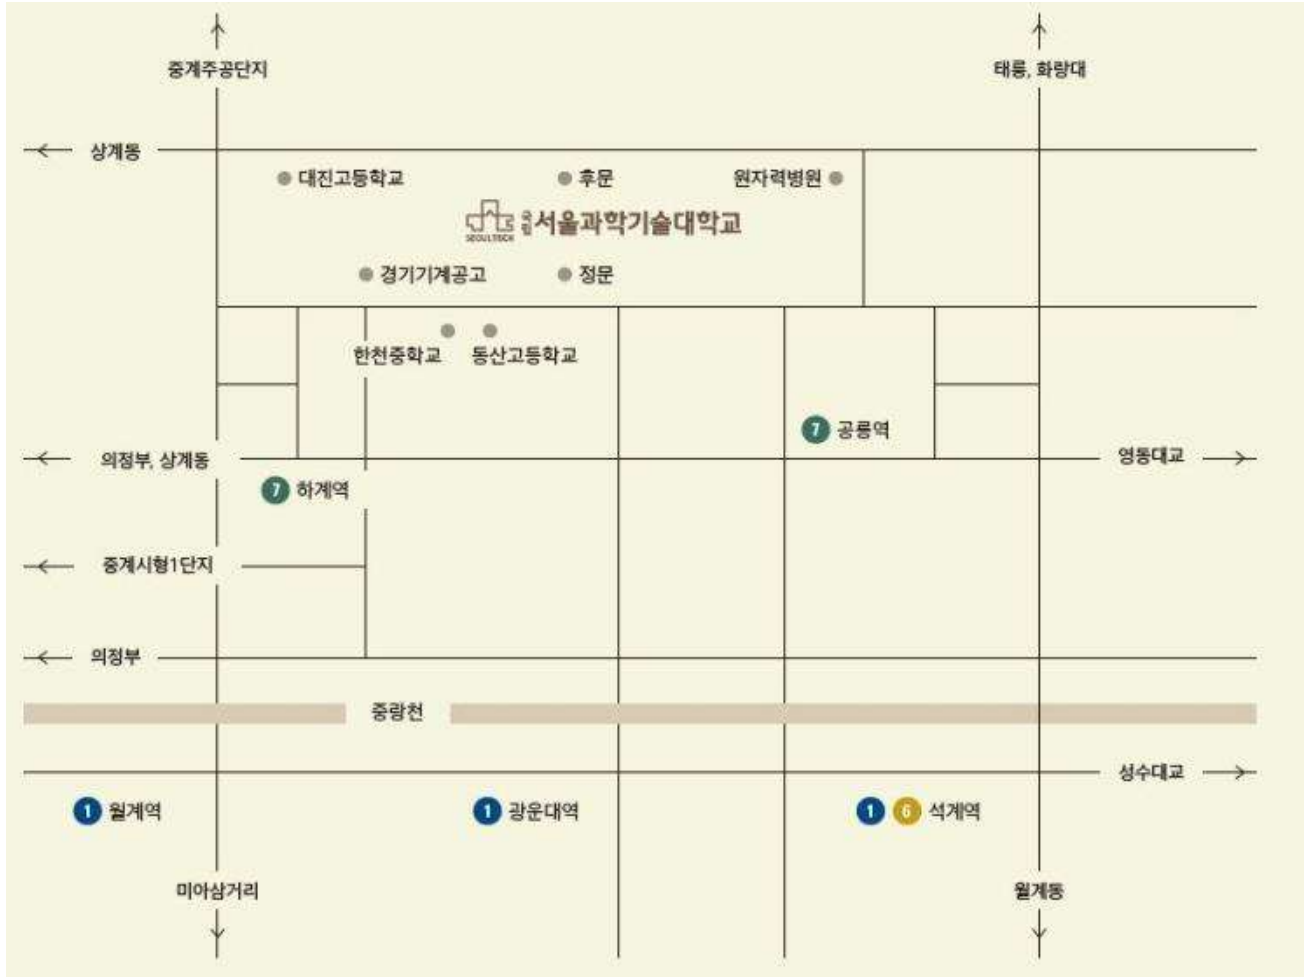 중계주공단지
태릉, 화랑대
상계동
대진고등학교
후문
원자력병원
SEOULTECH
국립 서울과학기술대학교
경기기계공고
정문
한천중학교
동산고등학교
7 공릉역
의정부, 상계동
영동대교
7 하계역
중계시형1단지
의정부
중랑천
성수대교
1 월계역
1 광운대역
1 6 석계역
미아삼거리
월계동